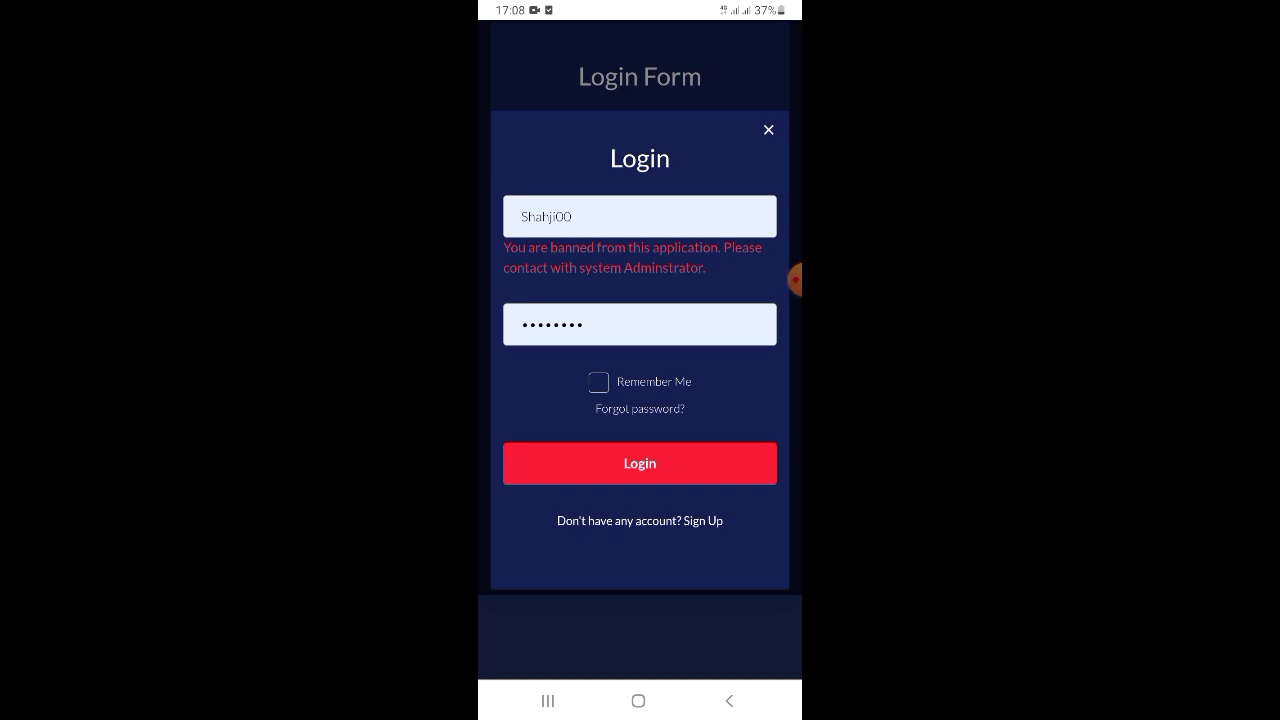 17:08
4G 37%
Login Form
Login
Shahji00
You are banned from this application. Please
contact with system Adminstrator.
Remember Me
Forgot password?
Login
Don't have any account? Sign Up